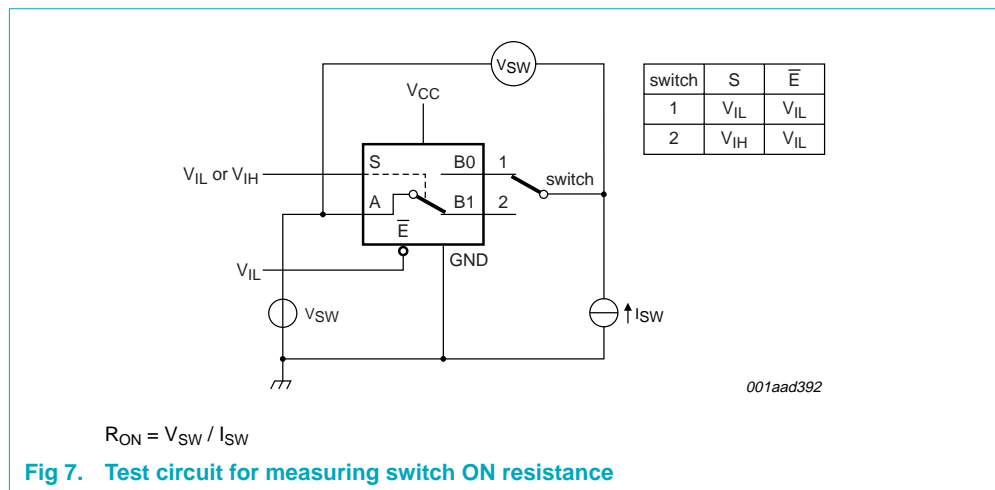 VSW
VCC
switch S E̅
1 VIL VIL
2 VIH VIL
VIL or VIH
S B0 1
switch
A B1 2
E̅
GND
VIL
VSW
ISW
001aad392
RON = VSW / ISW
Fig 7. Test circuit for measuring switch ON resistance